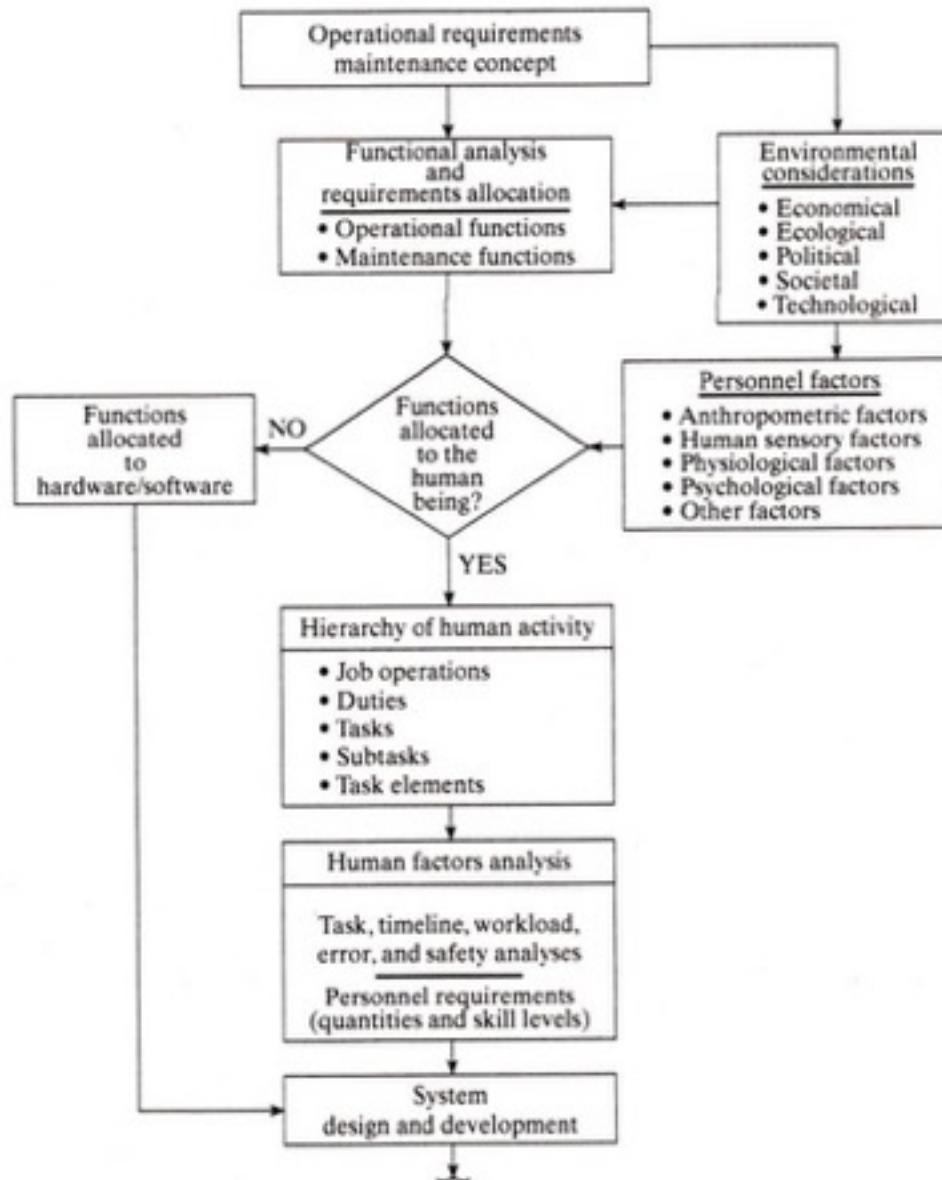 Operational requirements
maintenance concept
Functional analysis
and
requirements allocation
• Operational functions
• Maintenance functions
Environmental
considerations
• Economical
• Ecological
• Political
• Societal
• Technological
Personnel factors
• Anthropometric factors
• Human sensory factors
• Physiological factors
• Psychological factors
• Other factors
Functions
allocated
to the
human
being?
NO
Functions
allocated
to
hardware/software
YES
Hierarchy of human activity
• Job operations
• Duties
• Tasks
• Subtasks
• Task elements
Human factors analysis
Task, timeline, workload,
error, and safety analyses
Personnel requirements
(quantities and skill levels)
System
design and development